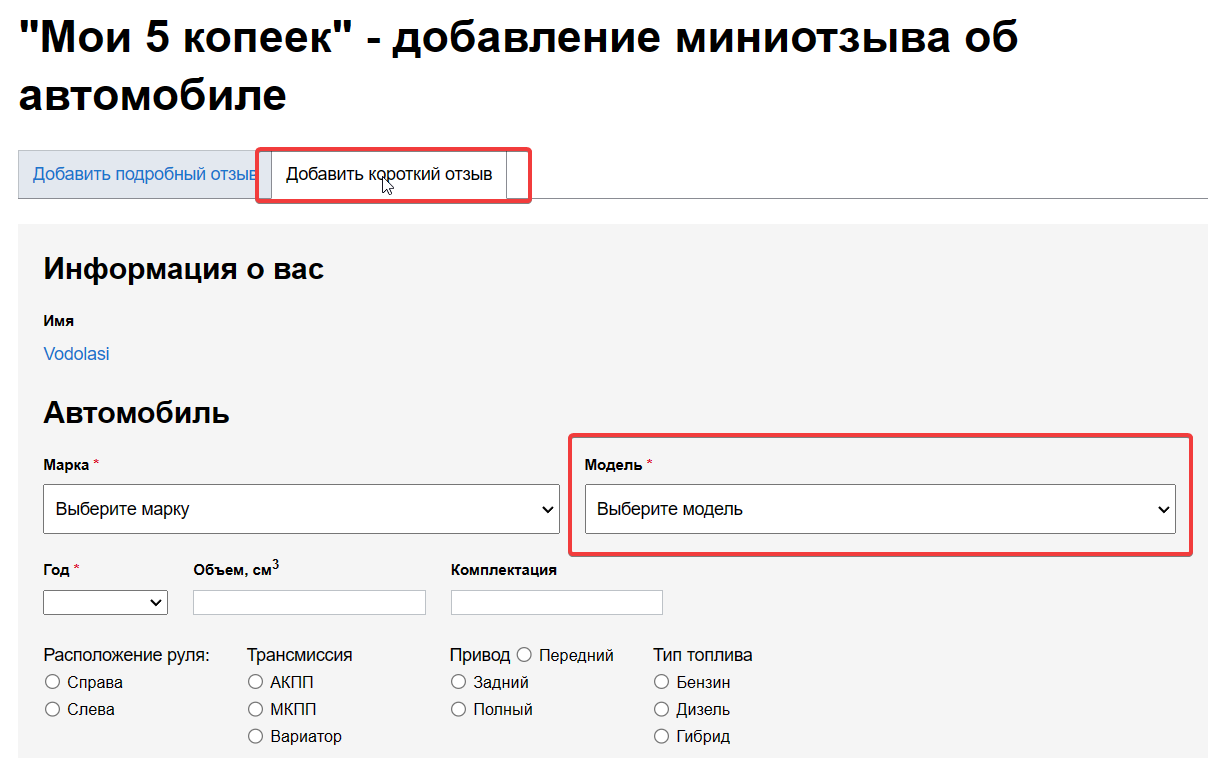 "Мои 5 копеек" - добавление миниотзыва об
автомобиле
Добавить подробный отзыв Добавить короткий отзыв
Информация о вас
Имя
Vodolasi
Автомобиль
Марка * Модель *
Выберите марку Выберите модель
Год * Объем, см3 Комплектация
Расположение руля: Трансмиссия Привод Передний Тип топлива
Справа АКПП Задний Бензин
Слева МКПП Полный Дизель
Вариатор Гибрид